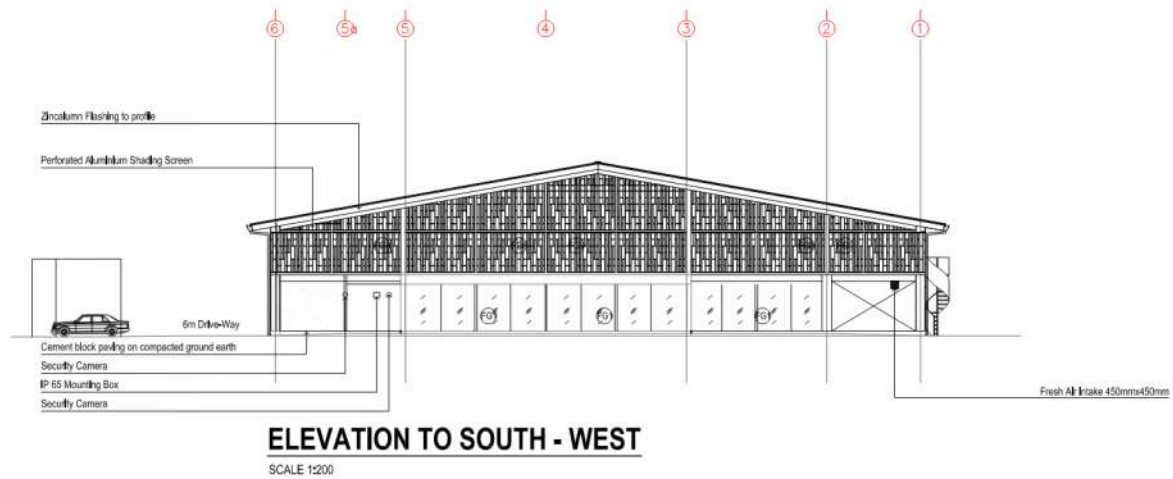 6 5a 5 4 3 2 1
Zincalumn Flashing to profile
Perforated Aluminium Shading Screen
FG1 FG1 FG1
6m Drive-Way
Cement block paving on compacted ground earth
Security Camera
IP 65 Mounting Box
Security Camera
Fresh Air Intake 450mmx450mm
ELEVATION TO SOUTH - WEST
SCALE 1:200